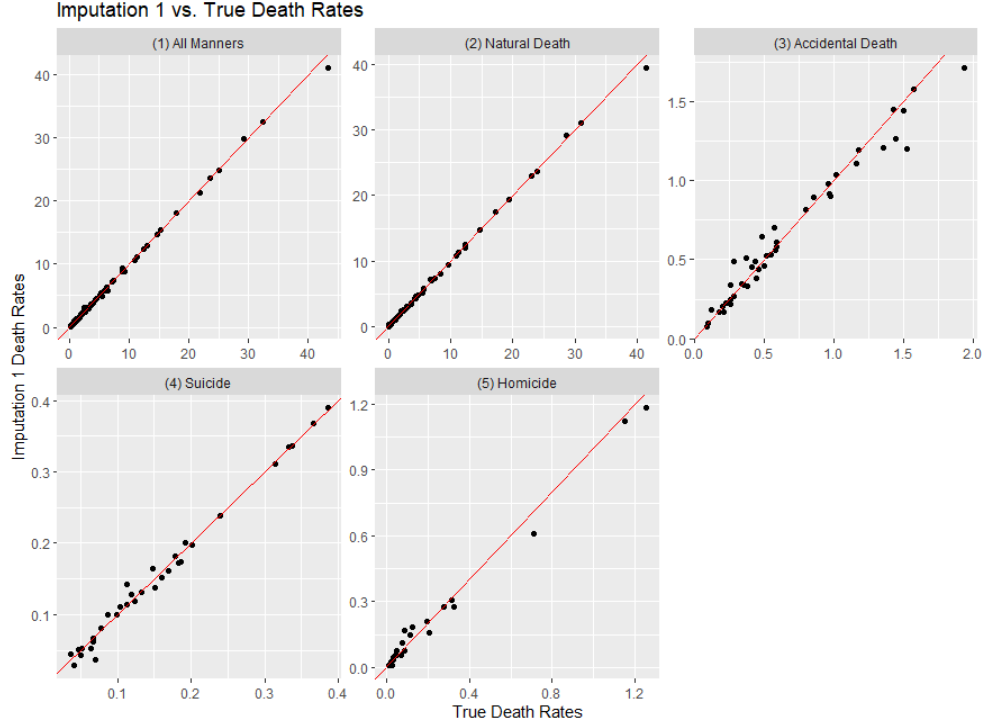 Imputation 1 vs. True Death Rates
(1) All Manners
(2) Natural Death
(3) Accidental Death
40
30
20
10
0
0 10 20 30 40
40
30
20
10
0
0 10 20 30 40
1.5
1.0
0.5
0.0
0.0 0.5 1.0 1.5 2.0
Imputation 1 Death Rates
(4) Suicide
(5) Homicide
0.4
0.3
0.2
0.1
0.1 0.2 0.3 0.4
1.2
0.9
0.6
0.3
0.0
0.0 0.4 0.8 1.2
True Death Rates